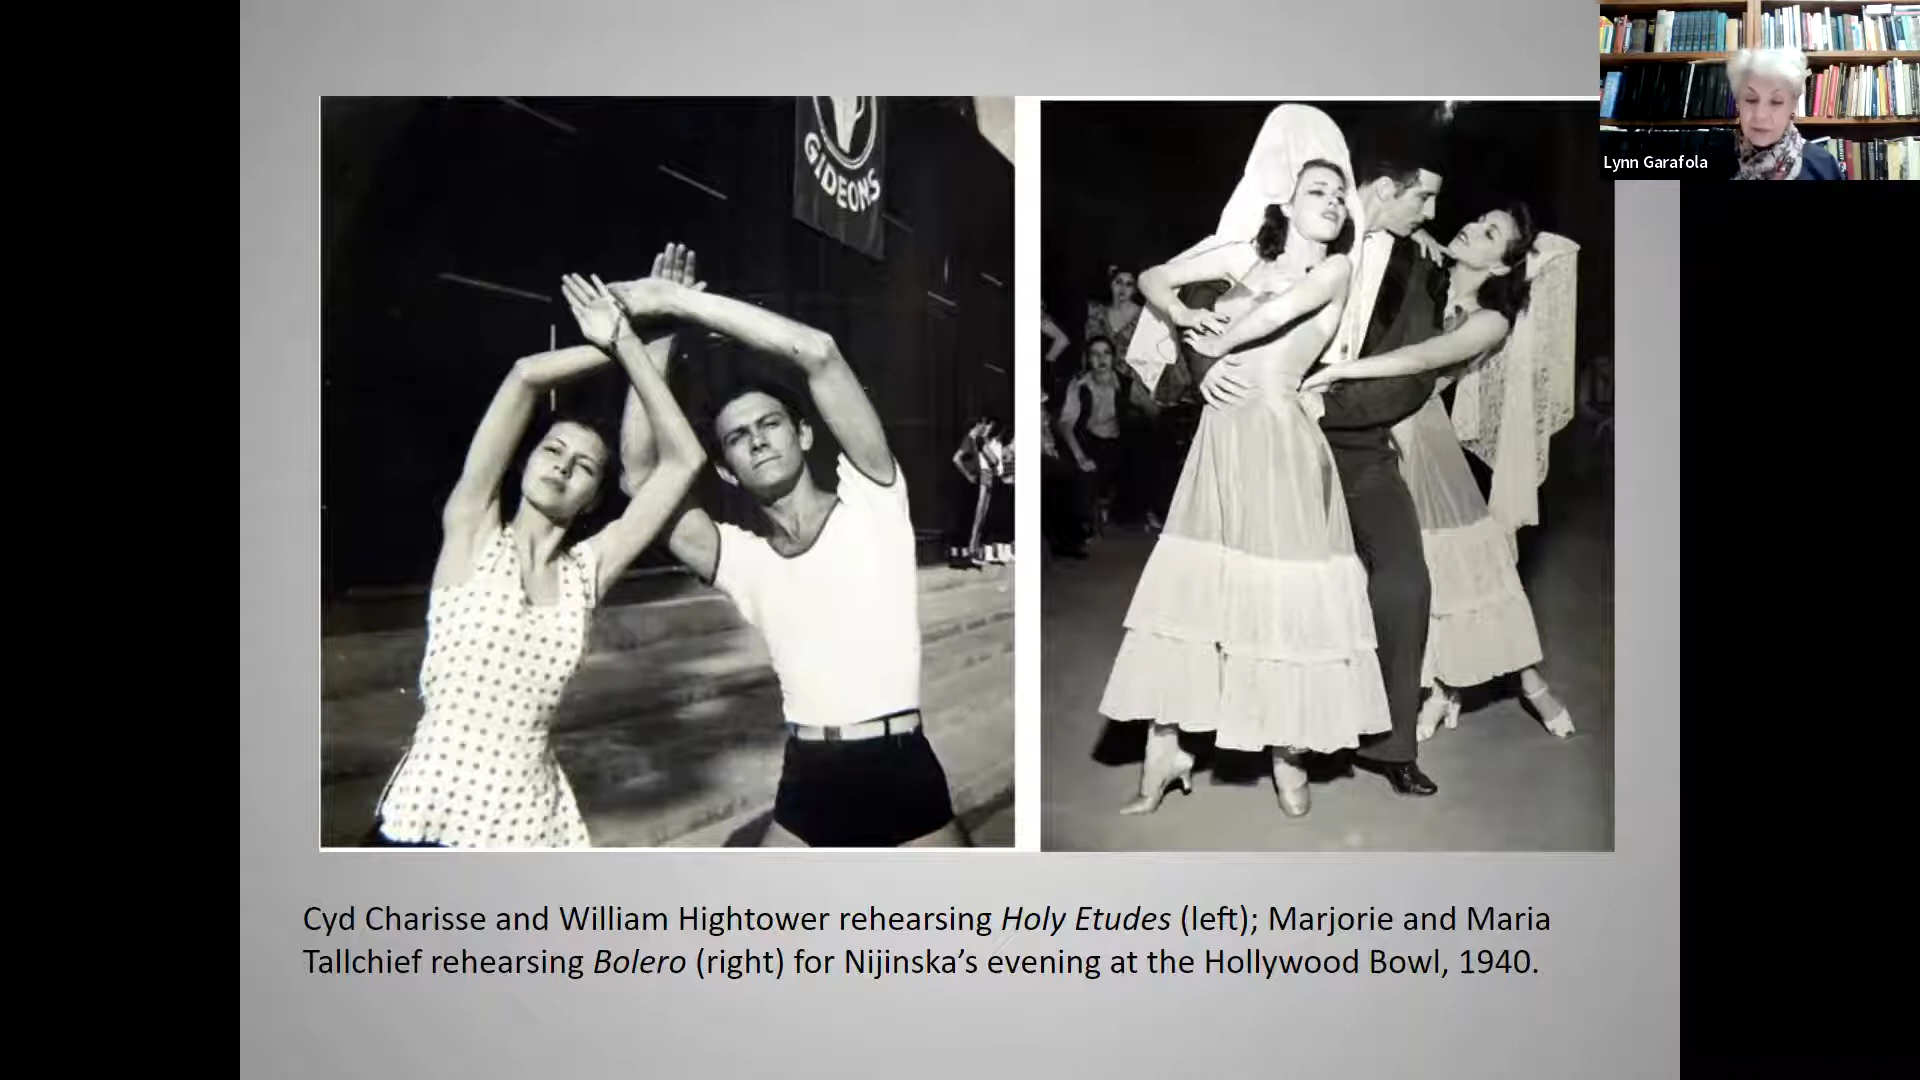 GIDEONS
Lynn Garafola
Cyd Charisse and William Hightower rehearsing Holy Etudes (left); Marjorie and Maria
Tallchief rehearsing Bolero (right) for Nijinska’s evening at the Hollywood Bowl, 1940.